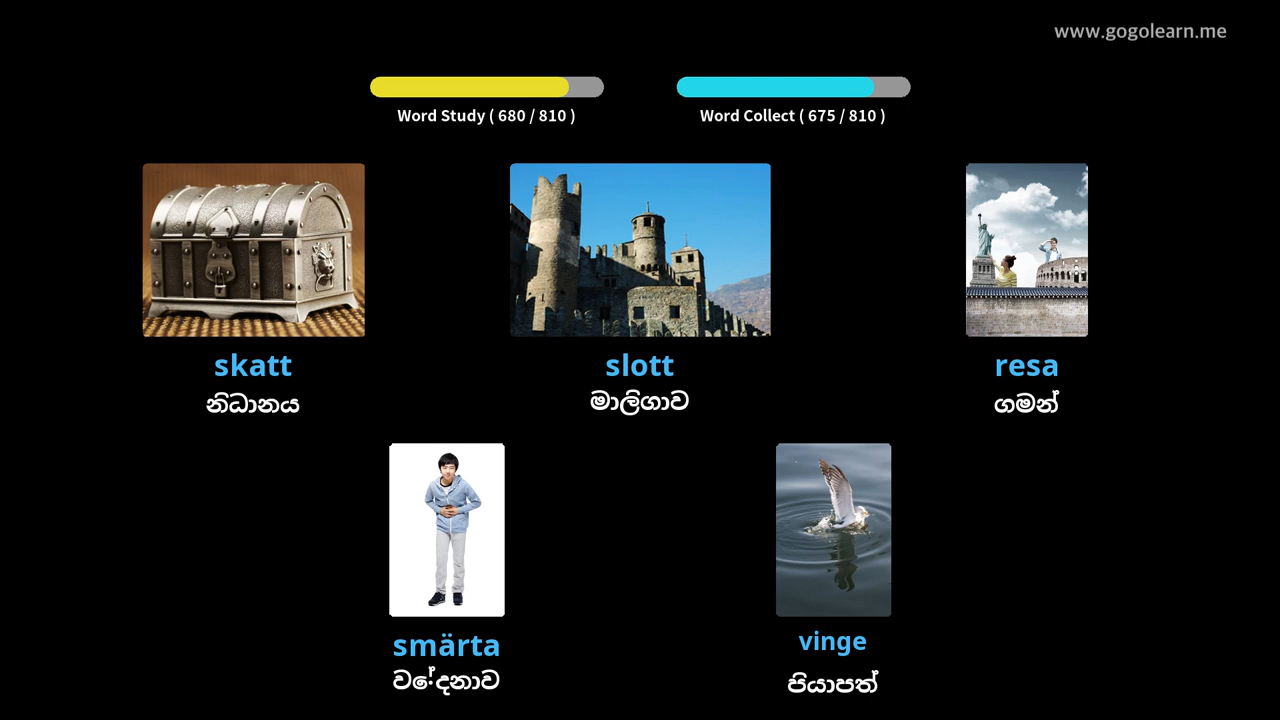 www.gogolearn.me
Word Study ( 680 / 810 )
Word Collect ( 675 / 810 )
skatt
slott
resa
නිධානය
මාලිගාව
ගමන්
smärta
vinge
වේදනාව
පියාපත්